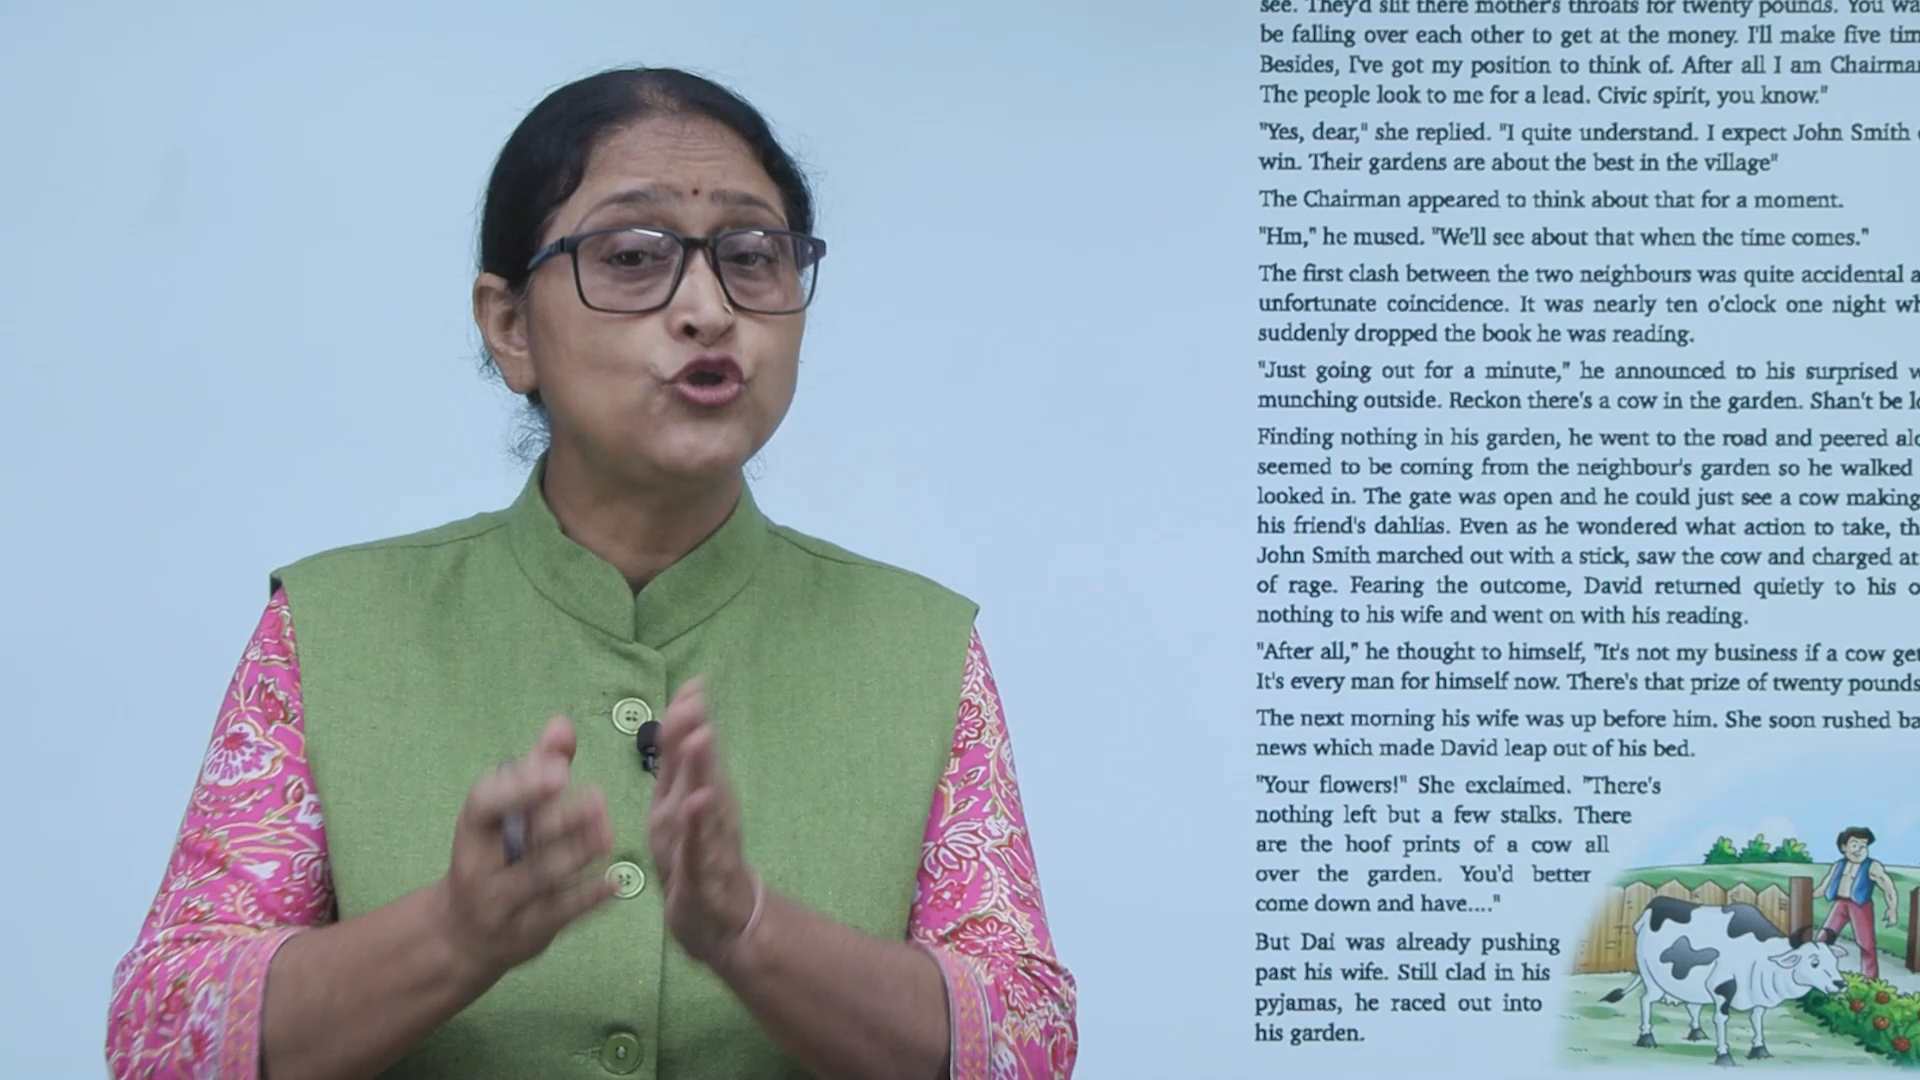 see. They'd slit there mother's throats for twenty pounds. You
be falling over each other to get at the money. I'll make five
Besides, I've got my position to think of. After all I am
The people look to me for a lead. Civic spirit, you know."
"Yes, dear," she replied. "I quite understand. I expect John Smith
win. Their gardens are about the best in the village"
The Chairman appeared to think about that for a moment.
"Hm," he mused. "We'll see about that when the time comes."
The first clash between the two neighbours was quite accidental
unfortunate coincidence. It was nearly ten o'clock one night
suddenly dropped the book he was reading.
"Just going out for a minute," he announced to his surprised
munching outside. Reckon there's a cow in the garden. Shan't be
Finding nothing in his garden, he went to the road and peered
seemed to be coming from the neighbour's garden so he walked
looked in. The gate was open and he could just see a cow making
his friend's dahlias. Even as he wondered what action to take,
John Smith marched out with a stick, saw the cow and charged at
of rage. Fearing the outcome, David returned quietly to his
nothing to his wife and went on with his reading.
"After all," he thought to himself, "It's not my business if a cow
It's every man for himself now. There's that prize of twenty pounds
The next morning his wife was up before him. She soon rushed
news which made David leap out of his bed.
"Your flowers!" She exclaimed. "There's
nothing left but a few stalks. There
are the hoof prints of a cow all
over the garden. You'd better
come down and have...."
But Dai was already pushing
past his wife. Still clad in his
pyjamas, he raced out into
his garden.